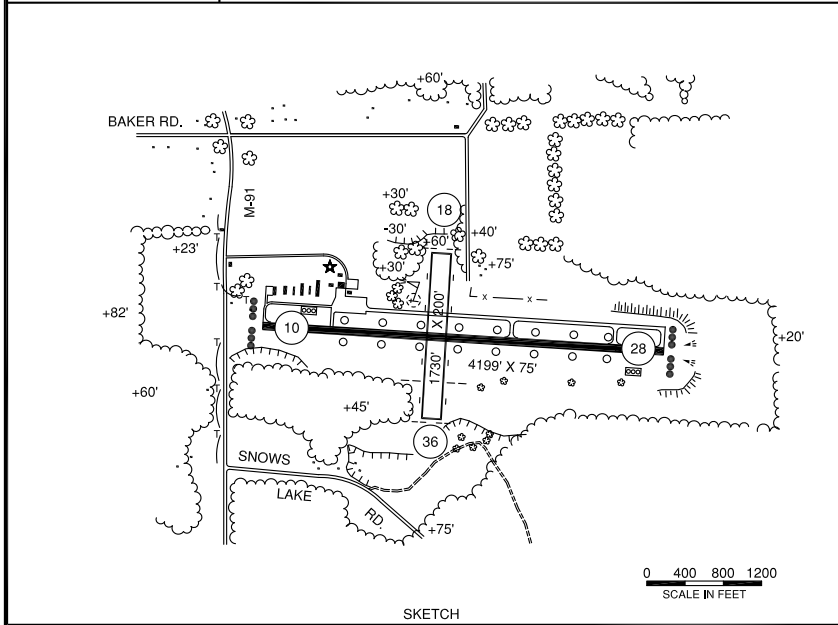 +60'
BAKER RD.
M-91
+30'
18
-30'
+60'
+40'
+23'
+30'
+75'
T
T
T
L x x
+82'
10
1730' X 200'
28
+20'
T
4199' X 75'
+60'
T
+45'
T
36
SNOWS
LAKE
RD.
+75'
0 400 800 1200
SCALE IN FEET
SKETCH